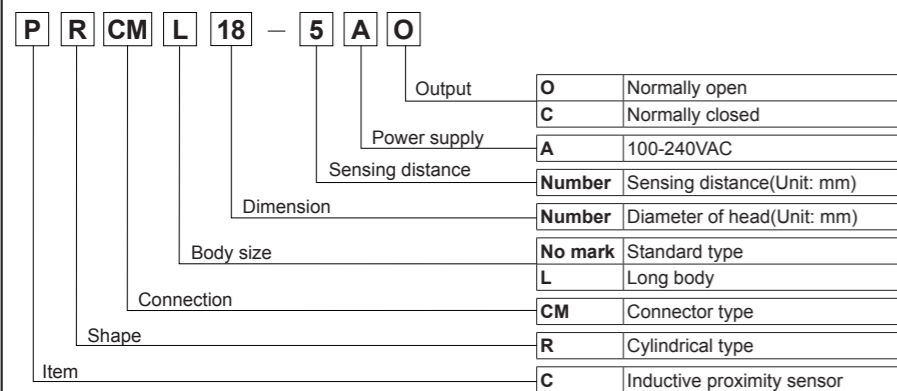 P R CM L 18 — 5 A O
Output
O Normally open
C Normally closed
Power supply
A 100-240VAC
Sensing distance
Number Sensing distance(Unit: mm)
Dimension
Number Diameter of head(Unit: mm)
Body size
No mark Standard type
L Long body
Connection
CM Connector type
Shape
R Cylindrical type
Item
C Inductive proximity sensor